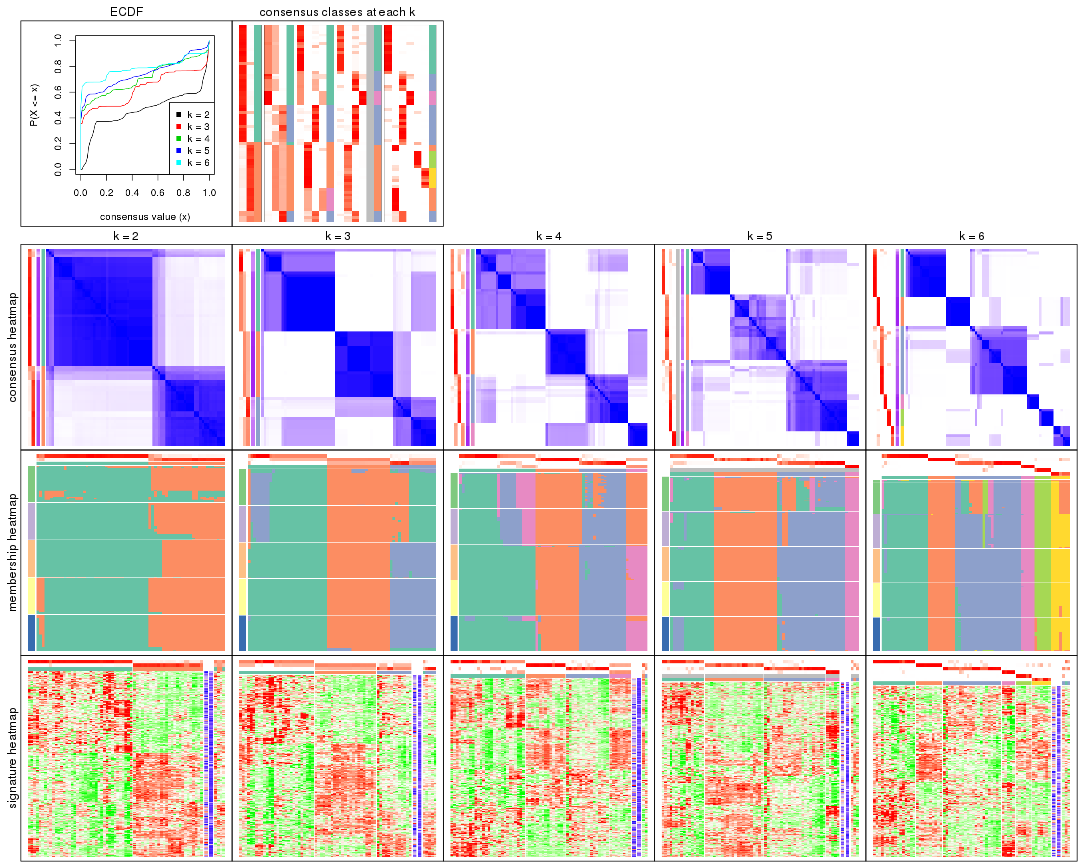 ECDF
consensus classes at each k
P(X <= x)
1.0
0.8
0.6
0.4
0.2
0.0
k = 2
k = 3
k = 4
k = 5
k = 6
0.0 0.2 0.4 0.6 0.8 1.0
consensus value (x)
k = 2
k = 3
k = 4
k = 5
k = 6
consensus heatmap
membership heatmap
signature heatmap